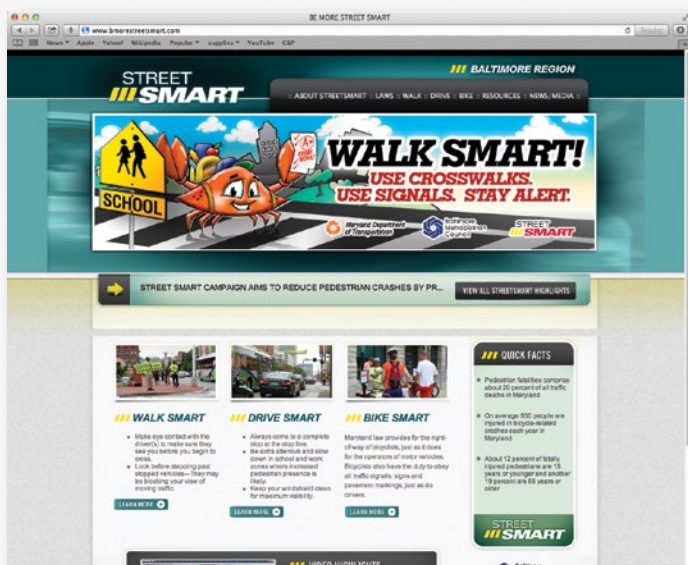 BE MORE STREET SMART
www.bmorestreetsmart.com
Reader
News Apple Yahoo! Wikipedia Popular supplies YouTube C&P
STREET
SMART
BALTIMORE REGION
:: ABOUT STREETSMART :: LAWS :: WALK :: DRIVE :: BIKE :: RESOURCES :: NEWS/MEDIA ::
SCHOOL
A+
WALK SMART!
USE CROSSWALKS.
USE SIGNALS. STAY ALERT.
Maryland Department
of Transportation
Baltimore
Metropolitan
Council
STREET
SMART
STREET SMART CAMPAIGN AIMS TO REDUCE PEDESTRIAN CRASHES BY PR...
VIEW ALL STREETSMART HIGHLIGHTS
WALK SMART
• Make eye contact with the
driver(s) to make sure they
see you before you begin to
cross.
• Look before stepping past
stopped vehicles—They may
be blocking your view of
moving traffic.
LEARN MORE
DRIVE SMART
• Always come to a complete
stop at the stop line.
• Be extra attentive and slow
down in school and work
zones where increased
pedestrian presence is
likely.
• Keep your windshield clean
for maximum visibility.
LEARN MORE
BIKE SMART
Maryland law provides for the right-
of-way of bicyclists, just as it does
for the operators of motor vehicles.
Bicyclists also have the duty to obey
all traffic signals, signs and
pavement markings, just as do
drivers.
LEARN MORE
QUICK FACTS
Pedestrian fatalities comprise
about 20 percent of all traffic
deaths in Maryland
On average 650 people are
injured in bicycle-related
crashes each year in
Maryland
About 12 percent of fatally
injured pedestrians are 15
years or younger and another
19 percent are 65 years or
older
STREET
SMART
VIDEO HIGHLIGHTS